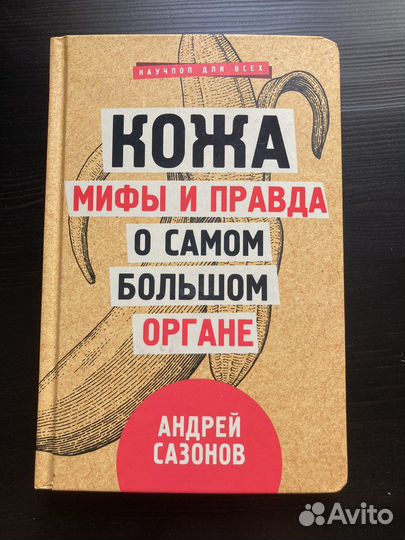 НАУЧПОП ДЛЯ ВСЕХ
КОЖА
МИФЫ И ПРАВДА
О САМОМ
БОЛЬШОМ
ОРГАНЕ
АНДРЕЙ
САЗОНОВ
Avito